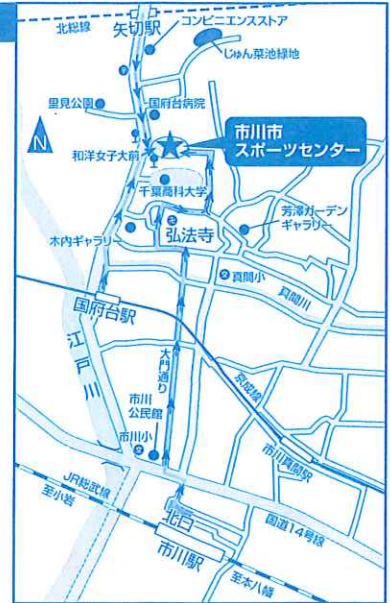 北総線
矢切駅
コンビニエンスストア
じゅん菜池緑地
里見公園
国府台病院
N
和洋女子大前
市川市
スポーツセンター
千葉商科大学
芳澤ガーデン
ギャラリー
木内ギャラリー
弘法寺
真間小
真間川
国府台駅
江戸川
大門通り
京成線
市川
公民館
市川小
市川真間駅
JR総武線
至小岩
北口
国道14号線
市川駅
至本八幡